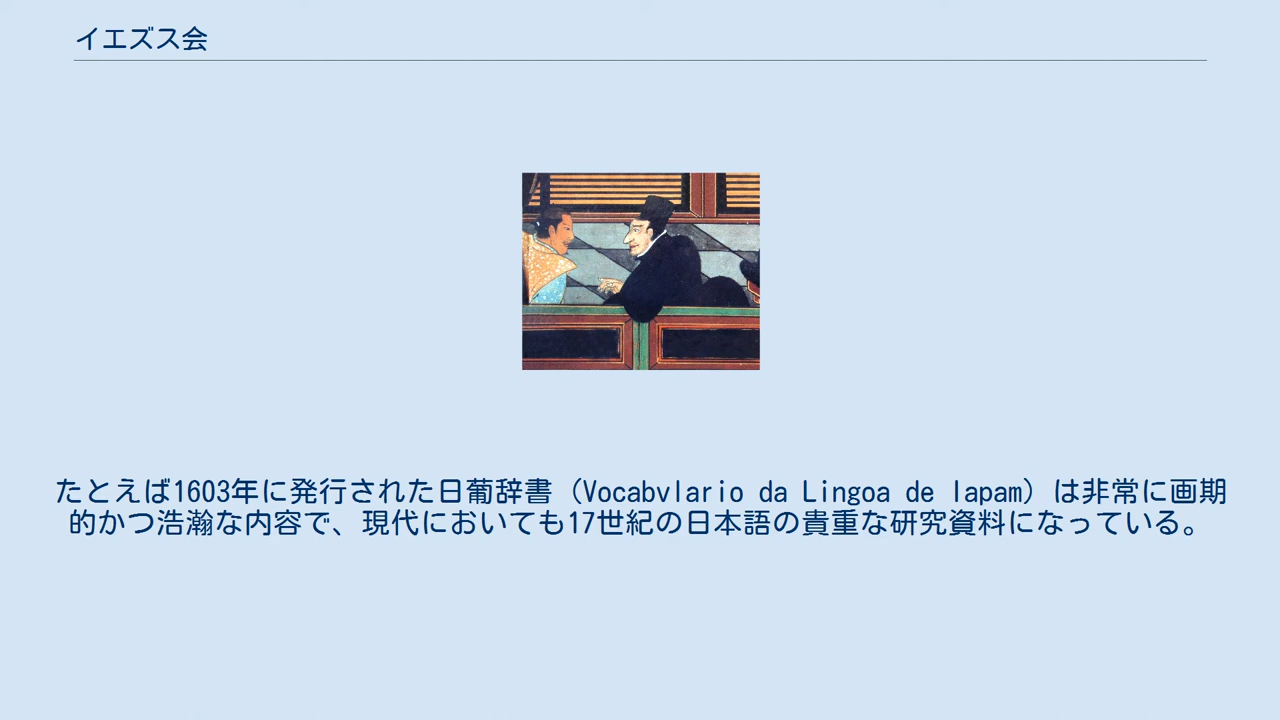 イエズス会
たとえば1603年に発行された日葡辞書（Vocabvlario da Lingoa de Iapam）は非常に画期
的かつ浩瀚な内容で、現代においても17世紀の日本語の貴重な研究資料になっている。